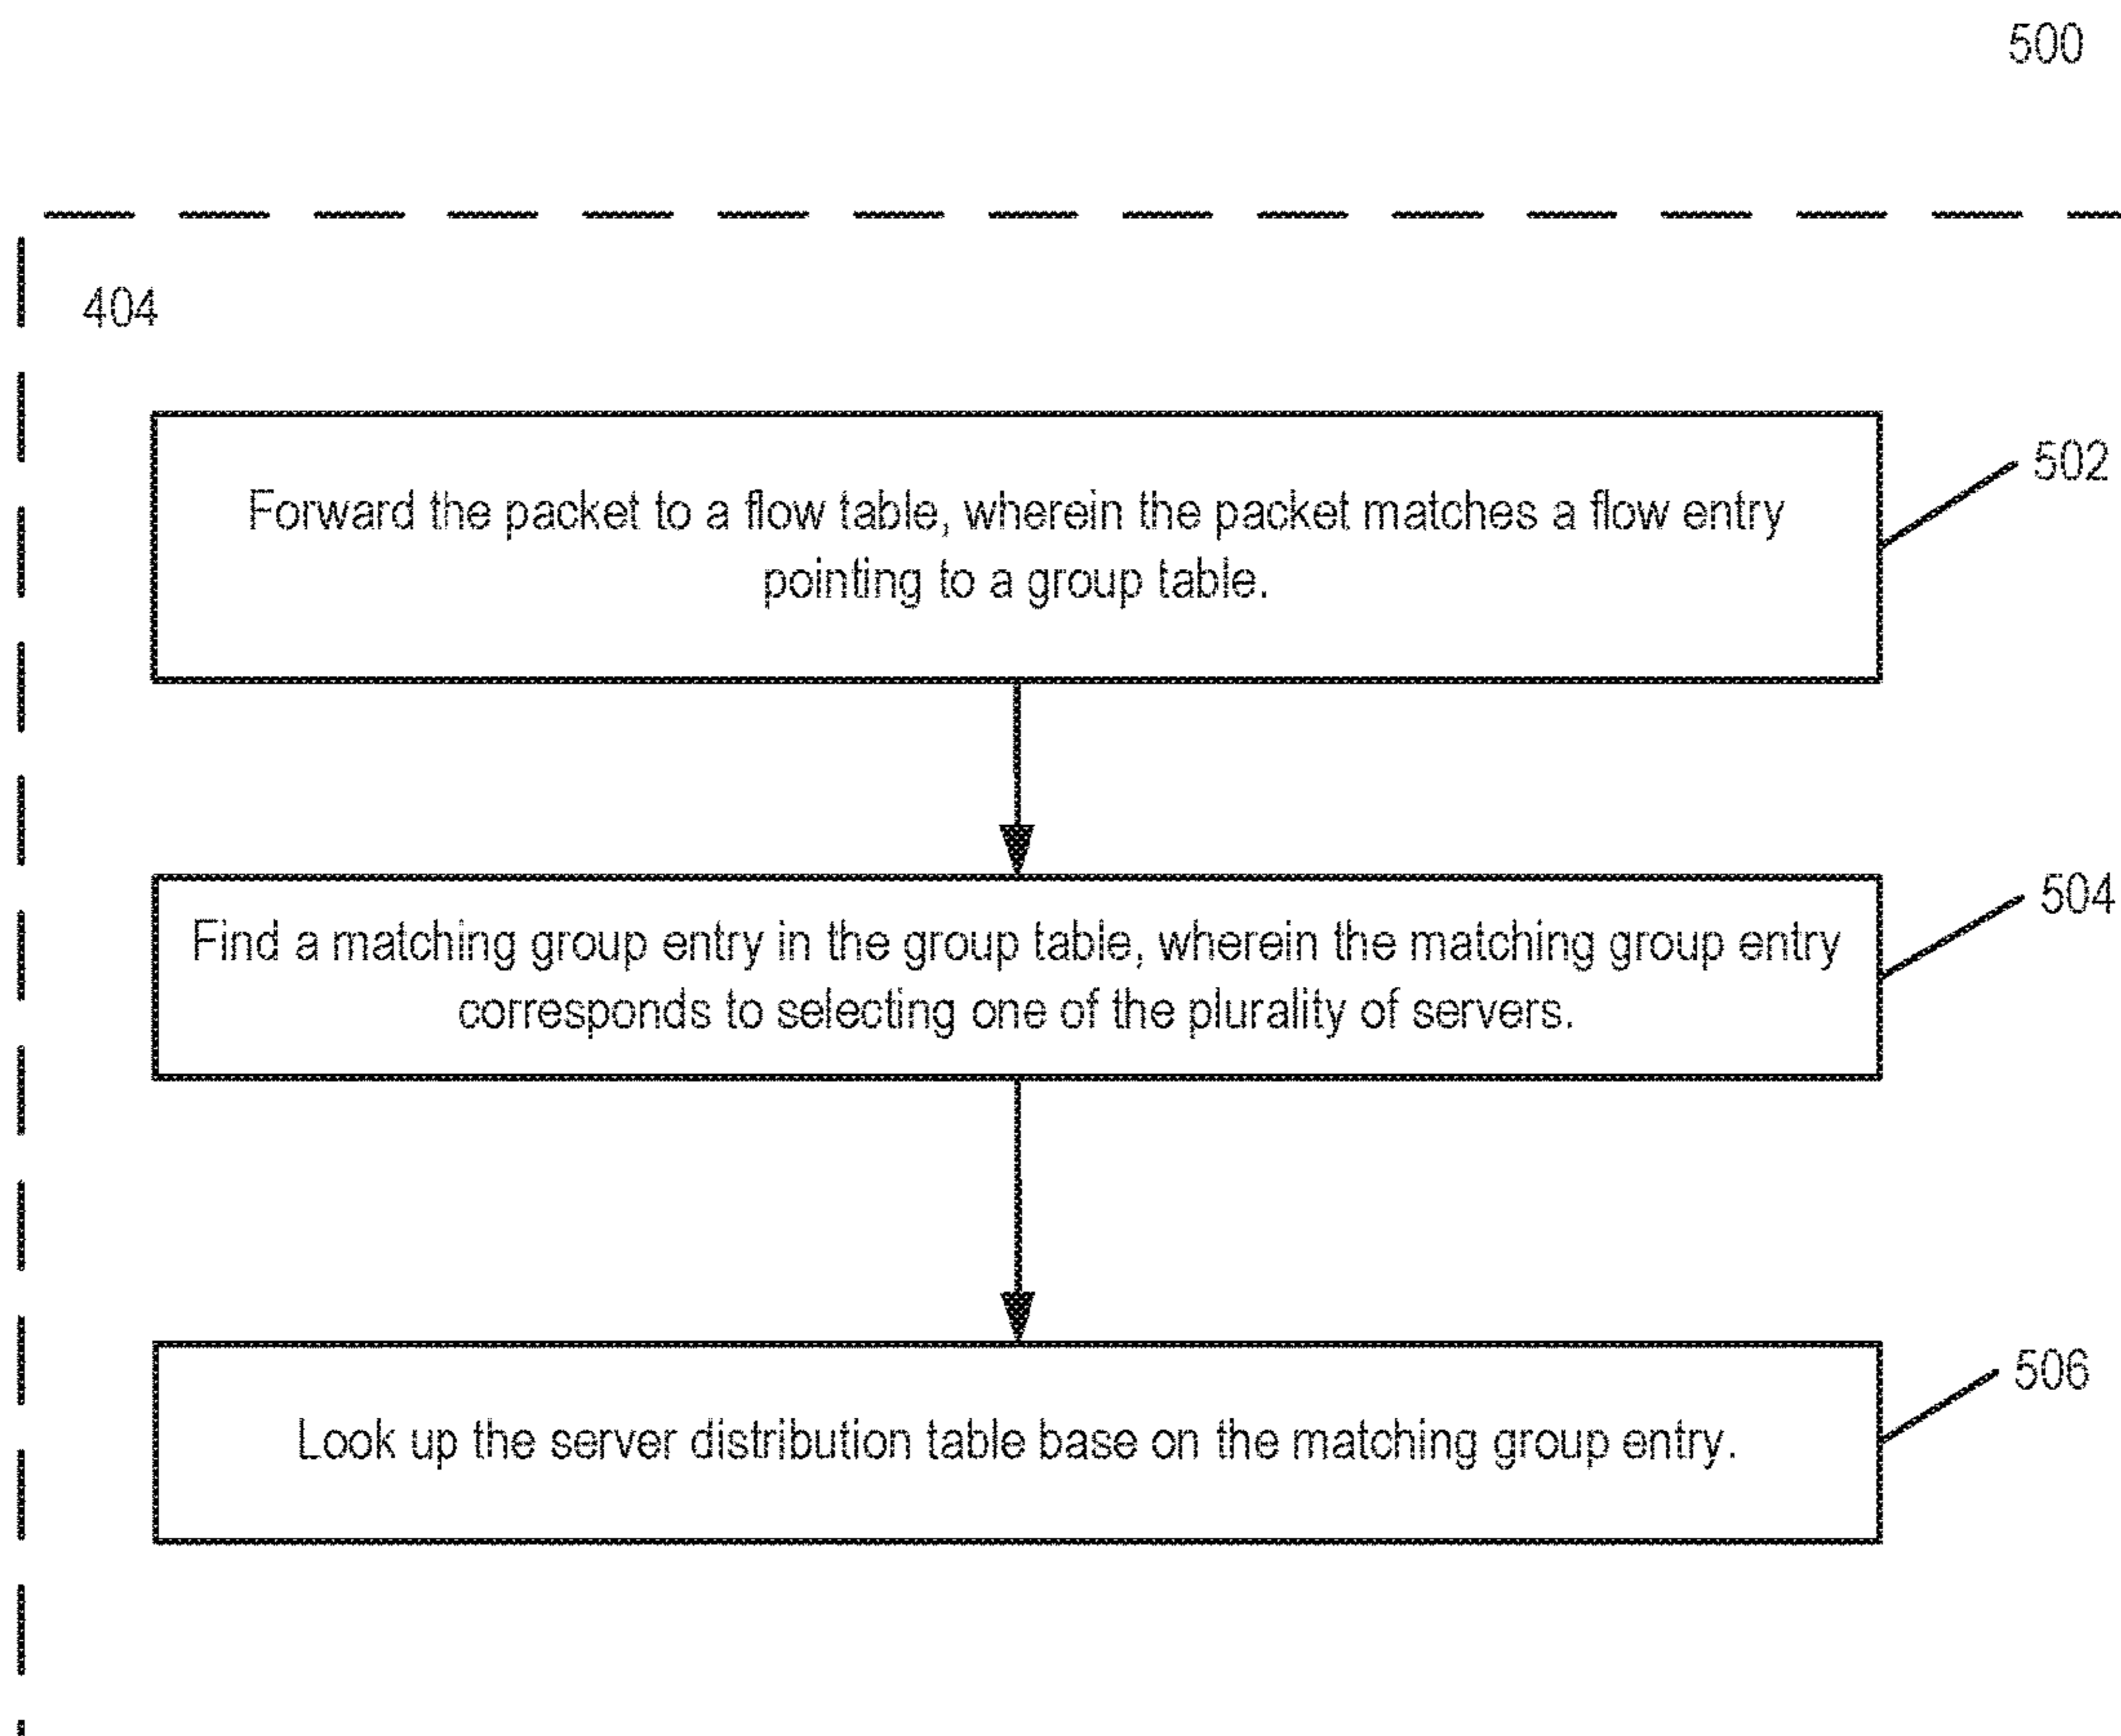 500
404
Forward the packet to a flow table, wherein the packet matches a flow entry
pointing to a group table.
502
Find a matching group entry in the group table, wherein the matching group entry
corresponds to selecting one of the plurality of servers.
504
Look up the server distribution table base on the matching group entry.
506